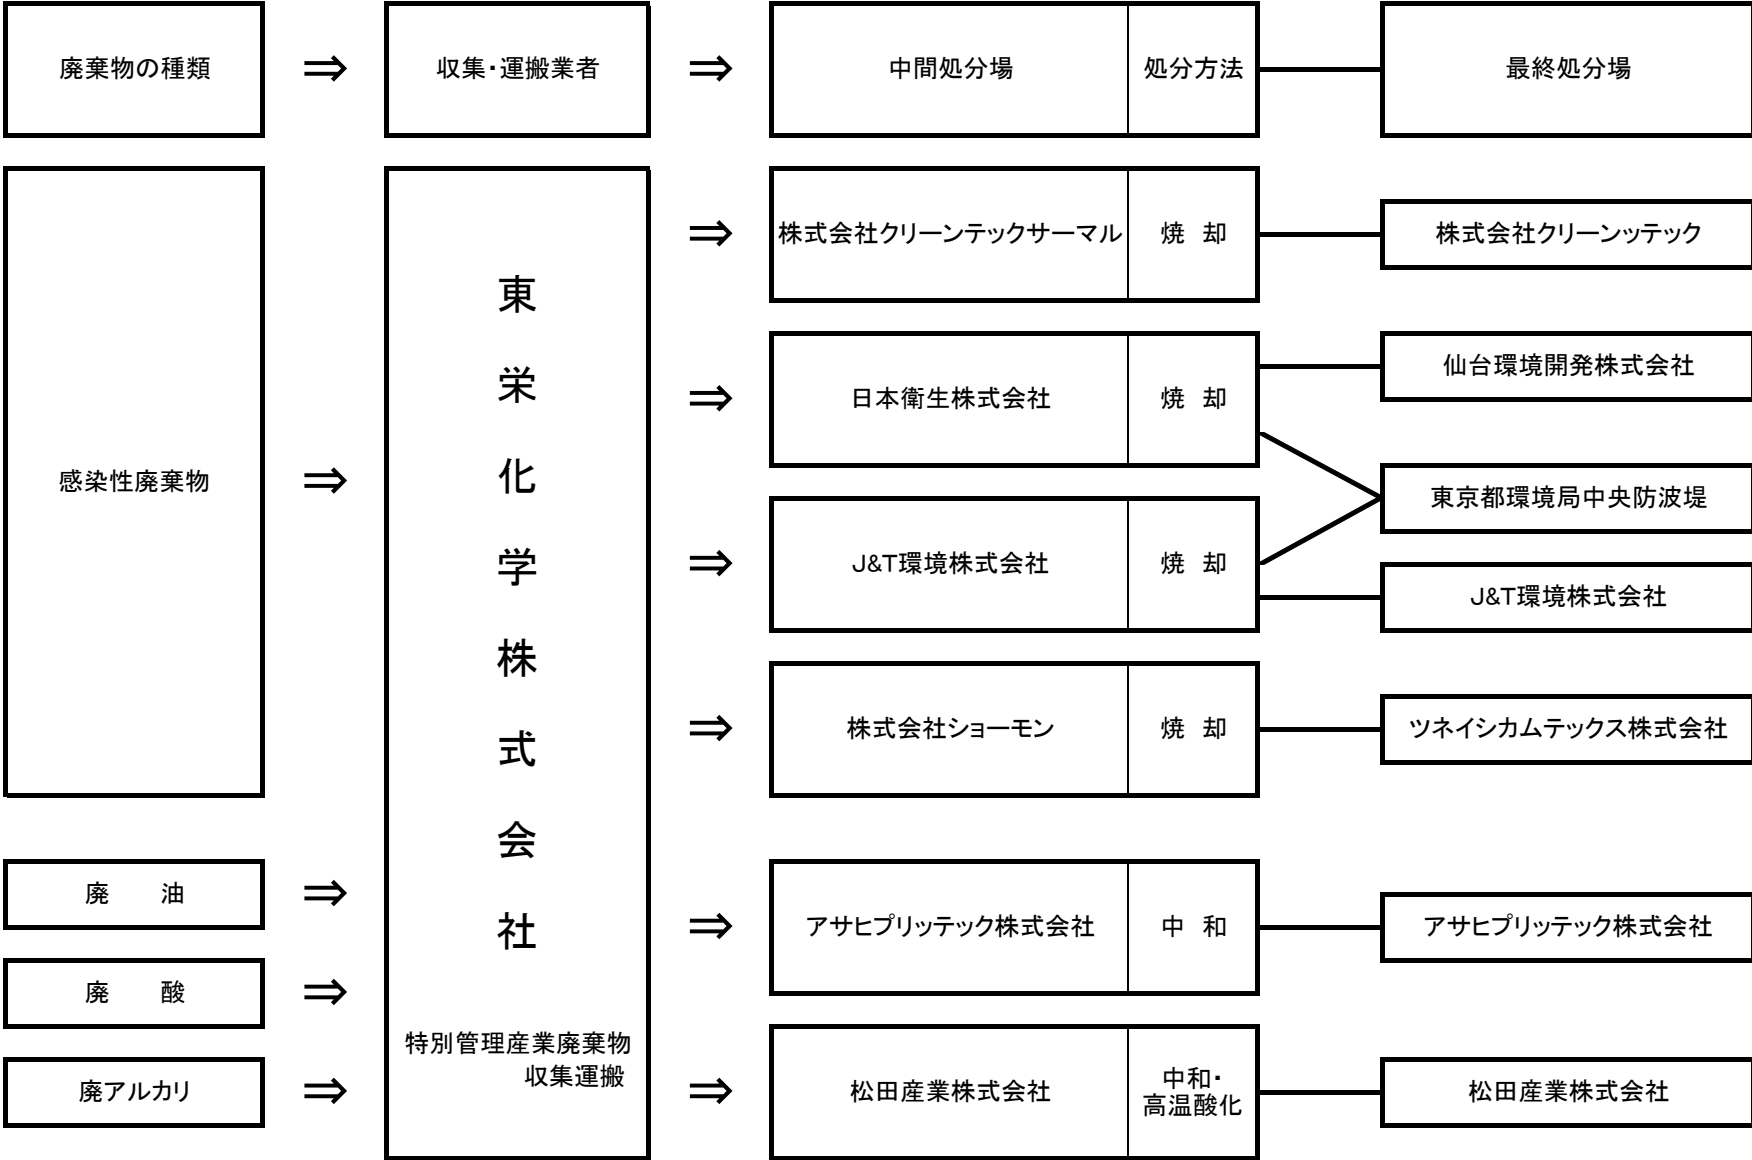 廃棄物の種類 ⇒ 収集・運搬業者 ⇒ 中間処分場 処分方法 最終処分場
感染性廃棄物 ⇒
東栄化学株式会社
特別管理産業廃棄物
収集運搬
⇒ 株式会社クリーンテックサーマル 焼 却 株式会社クリーンッテック
⇒ 日本衛生株式会社 焼 却 仙台環境開発株式会社
東京都環境局中央防波堤
⇒ J&T環境株式会社 焼 却 J&T環境株式会社
⇒ 株式会社ショーモン 焼 却 ツネイシカムテックス株式会社
廃 油 ⇒
廃 酸 ⇒
廃アルカリ ⇒
⇒ アサヒプリッテック株式会社 中 和 アサヒプリッテック株式会社
⇒ 松田産業株式会社 中和・
高温酸化 松田産業株式会社